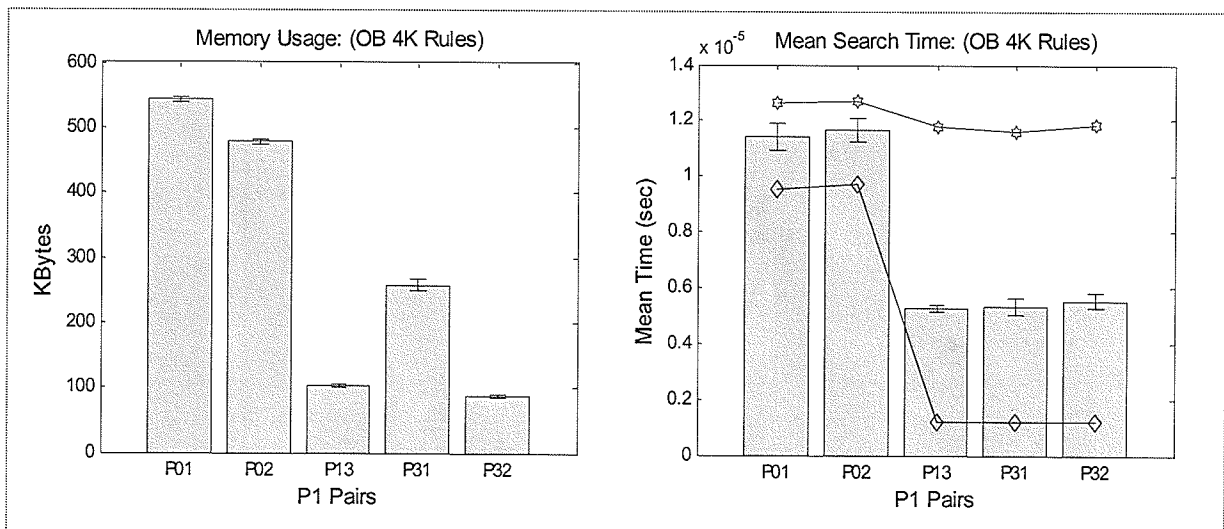 Memory Usage: (OB 4K Rules)
600
500
400
300
200
100
0
KBytes
P01 P02 P13 P31 P32
P1 Pairs
x 10-5
Mean Search Time: (OB 4K Rules)
1.4
1.2
1
0.8
0.6
0.4
0.2
0
Mean Time (sec)
P01 P02 P13 P31 P32
P1 Pairs